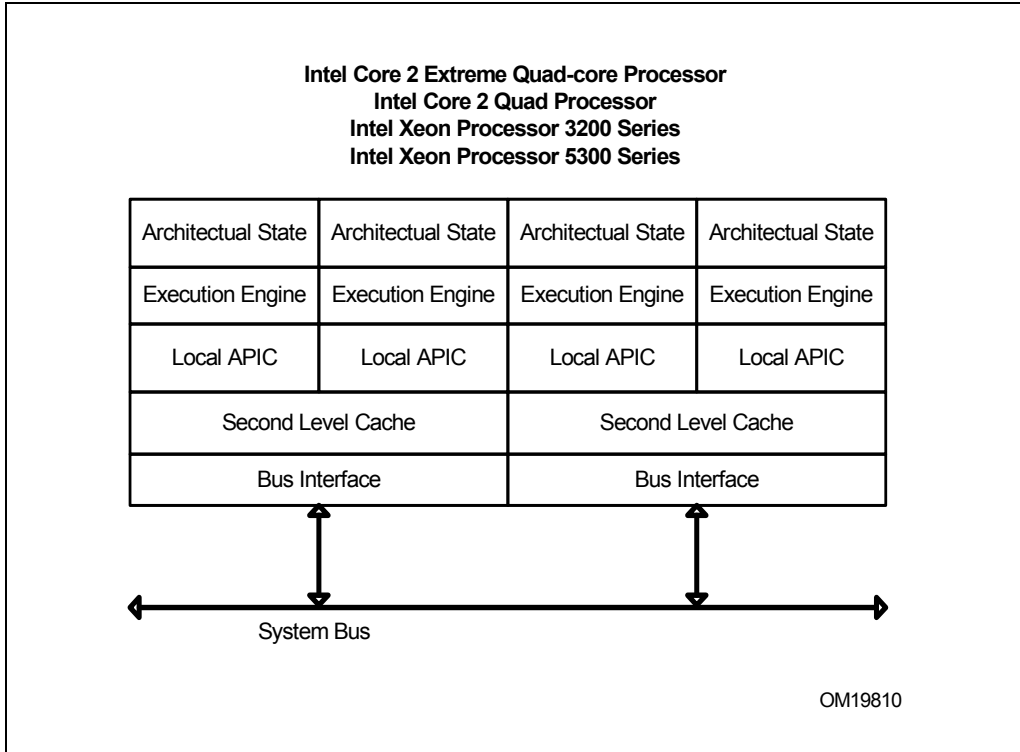 Intel Core 2 Extreme Quad-core Processor
Intel Core 2 Quad Processor
Intel Xeon Processor 3200 Series
Intel Xeon Processor 5300 Series
Architectual State Architectual State Architectual State Architectual State
Execution Engine Execution Engine Execution Engine Execution Engine
Local APIC Local APIC Local APIC Local APIC
Second Level Cache Second Level Cache
Bus Interface Bus Interface
System Bus
OM19810